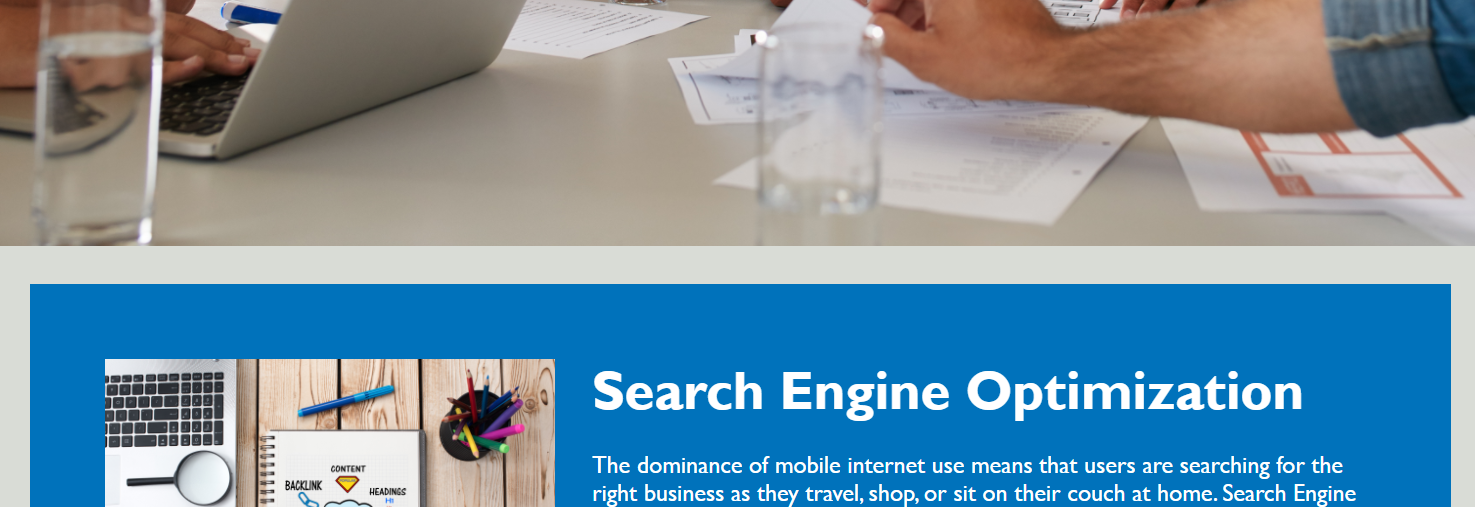 Search Engine Optimization
The dominance of mobile internet use means that users are searching for the
right business as they travel, shop, or sit on their couch at home. Search Engine
CONTENT
BACKLINK
HEADINGS
H1